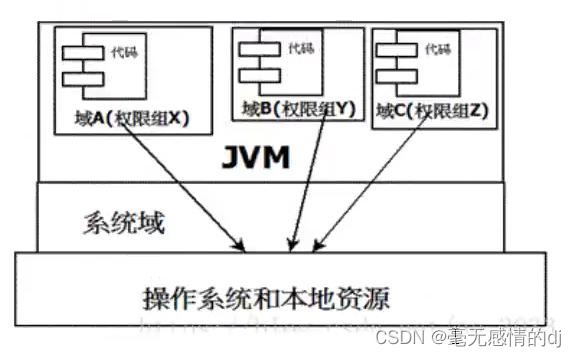 代码
代码
代码
域A(权限组X)
域B(权限组Y)
域C(权限组Z)
JVM
系统域
操作系统和本地资源
CSDN @毫无感情的dj